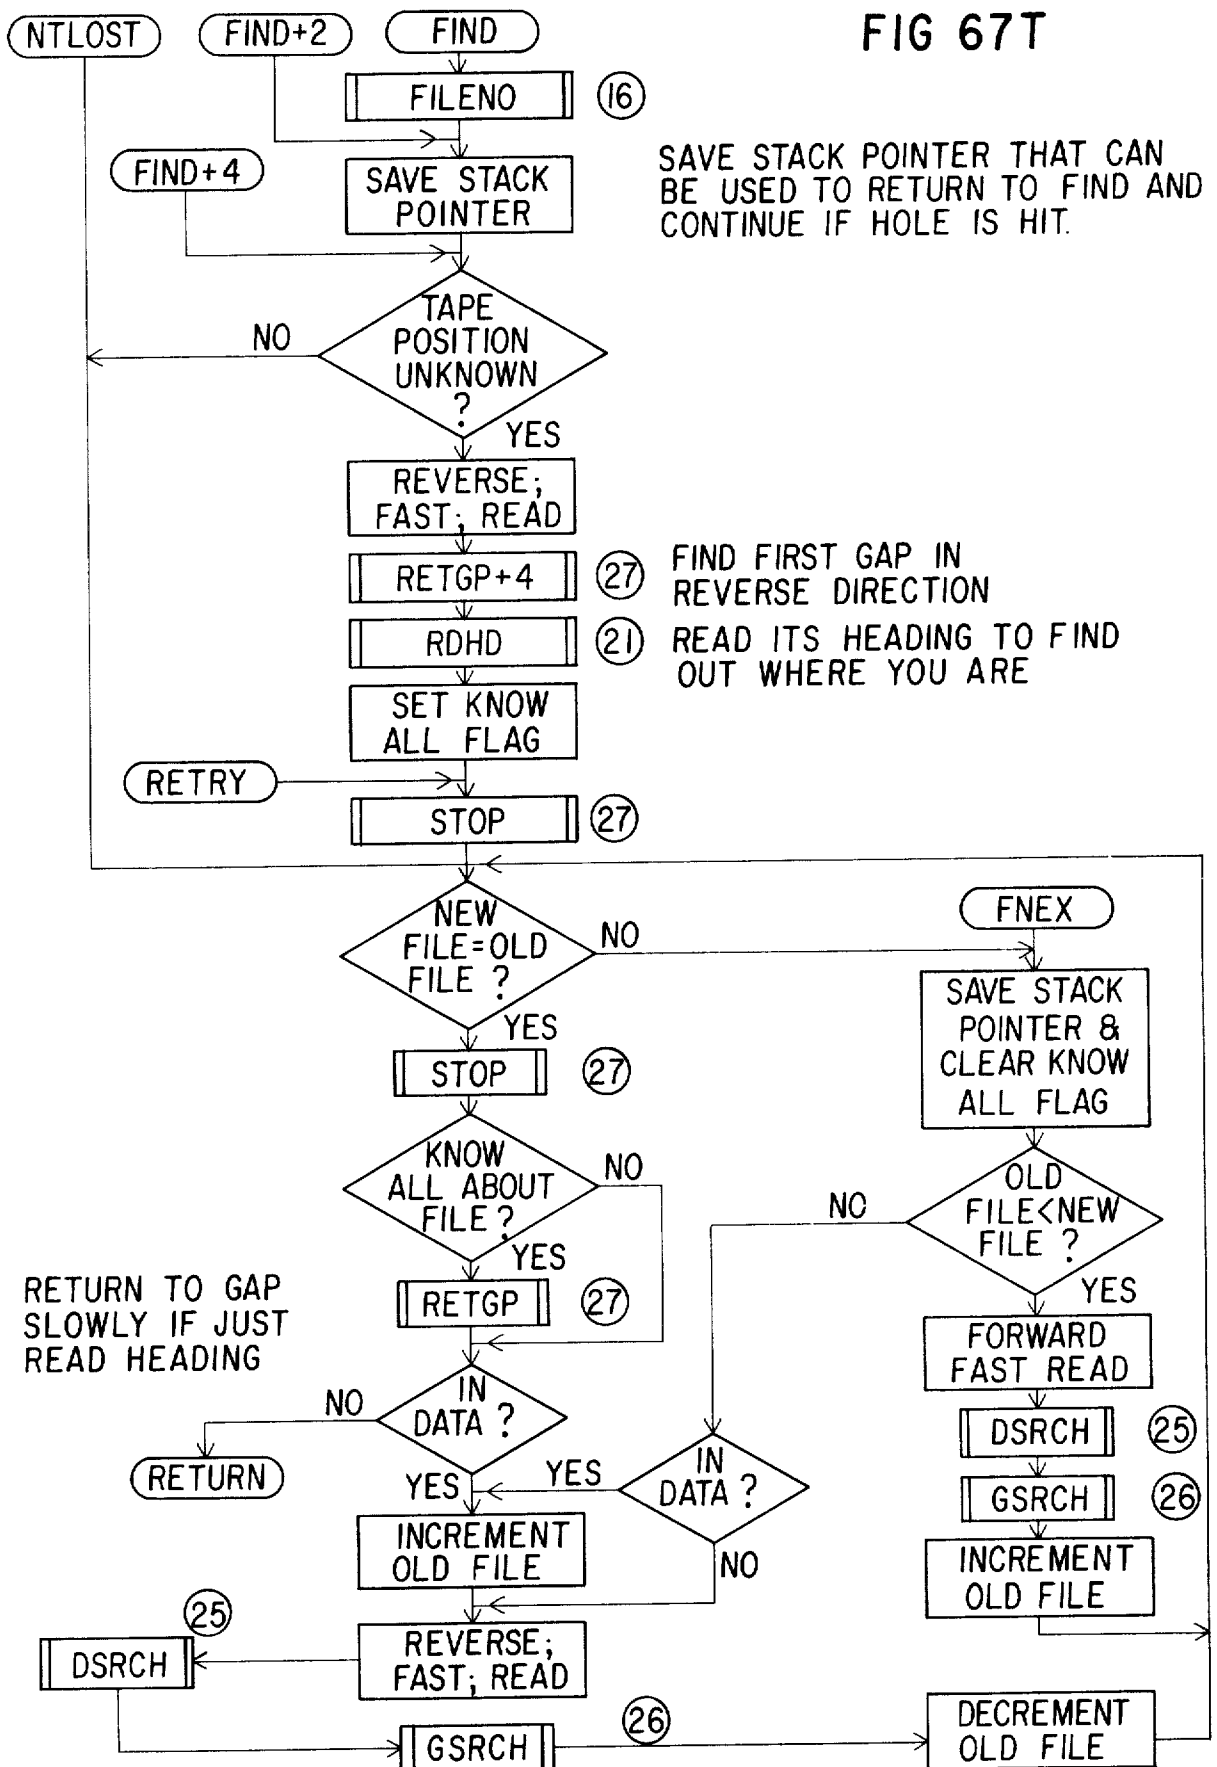 NTLOST
FIND+2
FIND
FIG 67T
FILENO
16
FIND+4
SAVE STACK
POINTER
SAVE STACK POINTER THAT CAN
BE USED TO RETURN TO FIND AND
CONTINUE IF HOLE IS HIT.
TAPE
POSITION
UNKNOWN
?
NO
YES
REVERSE;
FAST; READ
RETGP+4
27
FIND FIRST GAP IN
REVERSE DIRECTION
RDHD
21
READ ITS HEADING TO FIND
OUT WHERE YOU ARE
SET KNOW
ALL FLAG
RETRY
STOP
27
NEW
FILE=OLD
FILE ?
NO
YES
FNEX
SAVE STACK
POINTER &
CLEAR KNOW
ALL FLAG
STOP
27
KNOW
ALL ABOUT
FILE?
NO
YES
OLD
FILE<NEW
FILE ?
NO
YES
RETURN TO GAP
SLOWLY IF JUST
READ HEADING
RETGP
27
FORWARD
FAST READ
IN
DATA ?
NO
YES
RETURN
DSRCH
25
IN
DATA ?
YES
NO
GSRCH
26
INCREMENT
OLD FILE
INCREMENT
OLD FILE
25
DSRCH
REVERSE;
FAST; READ
GSRCH
26
DECREMENT
OLD FILE